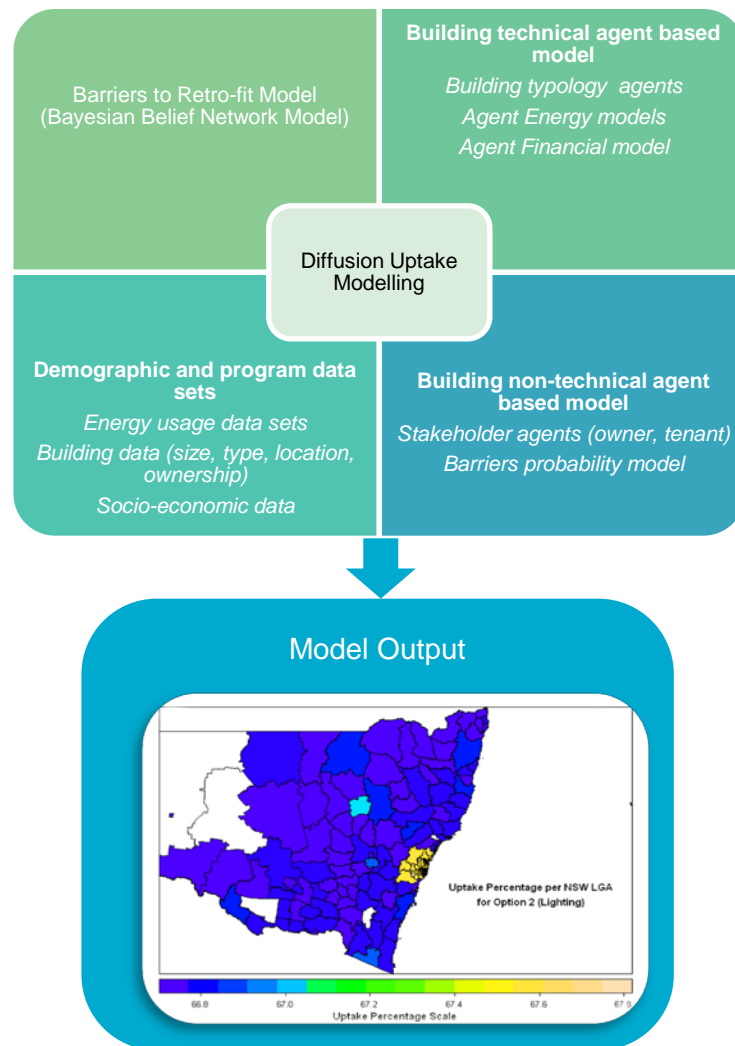 Barriers to Retro-fit Model
(Bayesian Belief Network Model)
Building technical agent based
model
Building typology agents
Agent Energy models
Agent Financial model
Diffusion Uptake
Modelling
Demographic and program data
sets
Energy usage data sets
Building data (size, type, location,
ownership)
Socio-economic data
Building non-technical agent
based model
Stakeholder agents (owner, tenant)
Barriers probability model
Model Output
Uptake Percentage per NSW LGA
for Option 2 (Lighting)
66.8 67.0 67.2 67.4 67.6 67.8
Uptake Percentage Scale